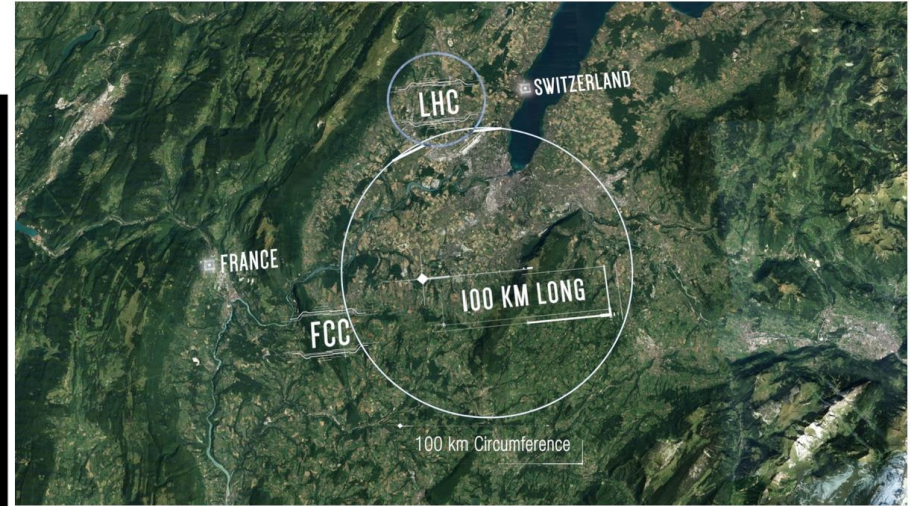 LHC
SWITZERLAND
FRANCE
100 KM LONG
FCC
100 km Circumference